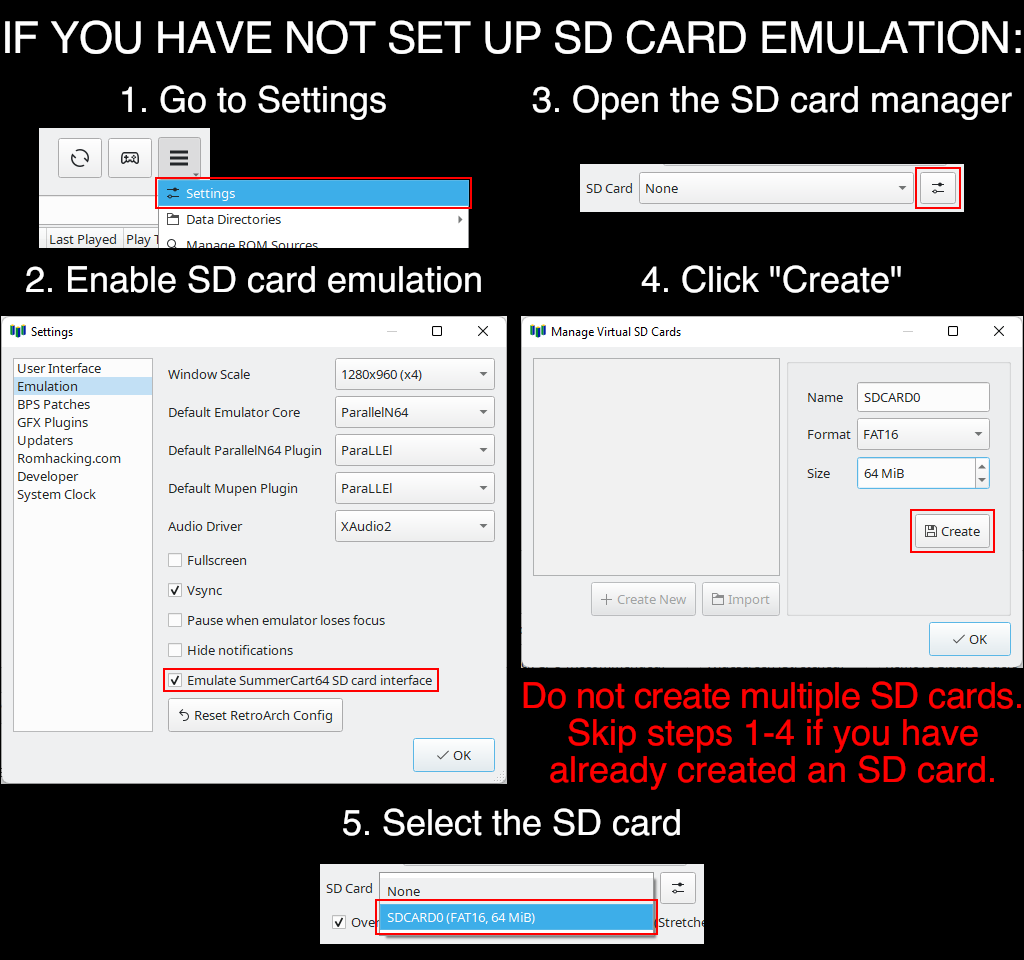 IF YOU HAVE NOT SET UP SD CARD EMULATION:
1. Go to Settings
Settings
Data Directories
Last Played
Manage ROM Sources
2. Enable SD card emulation
Settings
User Interface
Emulation
BPS Patches
GFX Plugins
Updaters
Romhacking.com
Developer
System Clock
Window Scale 1280x960 (x4)
Default Emulator Core ParallelN64
Default ParallelN64 Plugin ParaLLEl
Default Mupen Plugin ParaLLEl
Audio Driver XAudio2
Fullscreen
Vsync
Pause when emulator loses focus
Hide notifications
Emulate SummerCart64 SD card interface
Reset RetroArch Config
OK
3. Open the SD card manager
SD Card None
4. Click "Create"
Manage Virtual SD Cards
Name SDCARD0
Format FAT16
Size 64 MiB
Create
Create New Import
OK
Do not create multiple SD cards.
Skip steps 1-4 if you have
already created an SD card.
5. Select the SD card
SD Card None
SDCARD0 (FAT16, 64 MiB)